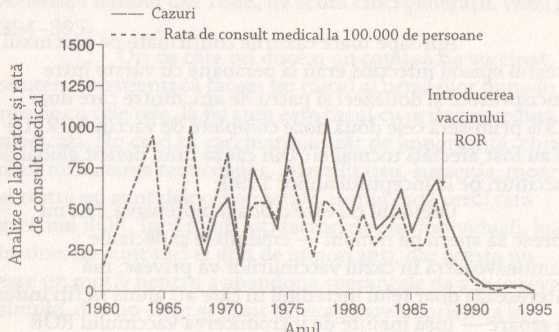 —— Cazuri
---- Rata de consult medical la 100.000 de persoane
Analize de laborator și rată
de consult medical
1500
1250
1000
750
500
250
0
Introducerea
vaccinului
ROR
1960
1965
1970
1975
1980
1985
1990
1995
Anul